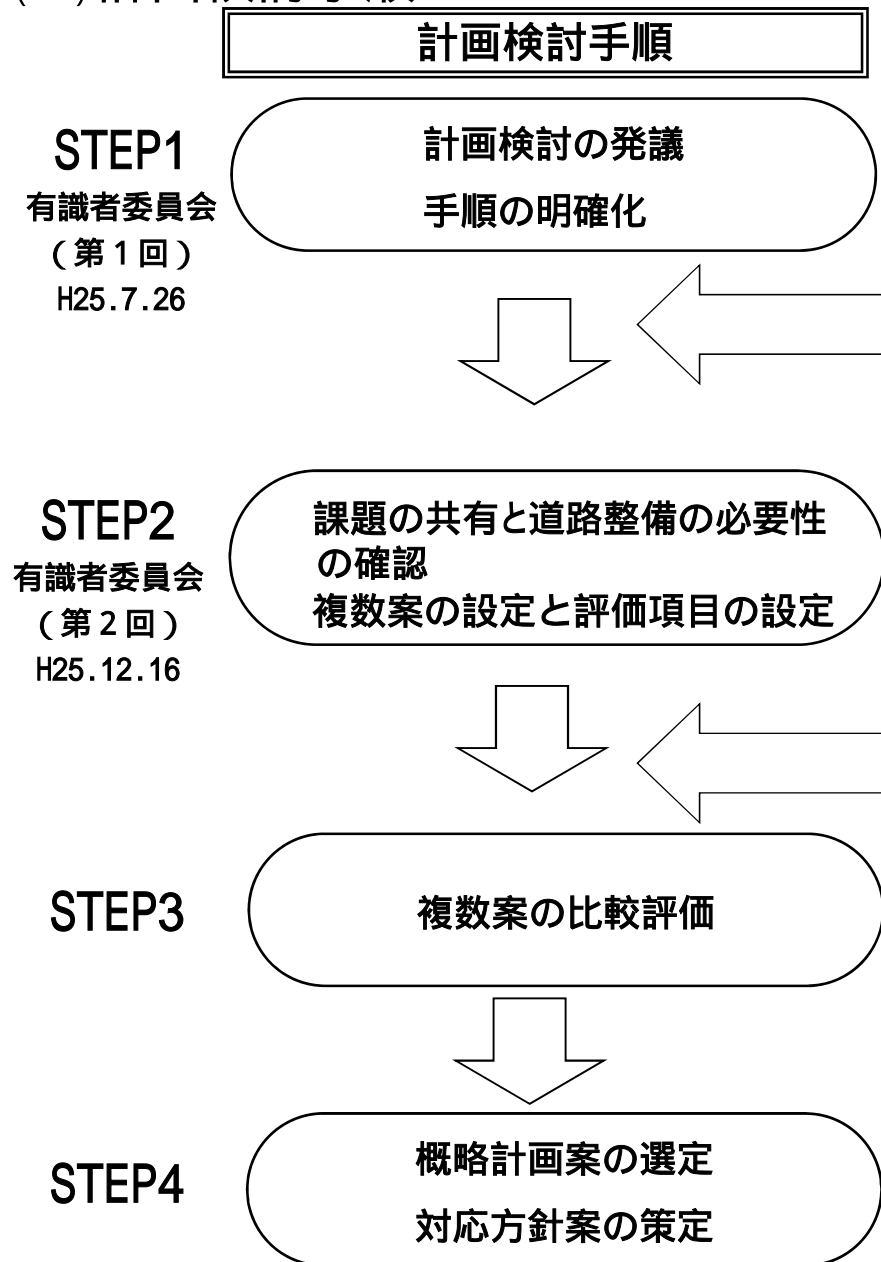 計画検討手順
STEP1
有識者委員会
(第1回)
H25.7.26
計画検討の発議
手順の明確化
STEP2
有識者委員会
(第2回)
H25.12.16
課題の共有と道路整備の必要性
の確認
複数案の設定と評価項目の設定
STEP3
複数案の比較評価
STEP4
概略計画案の選定
対応方針案の策定